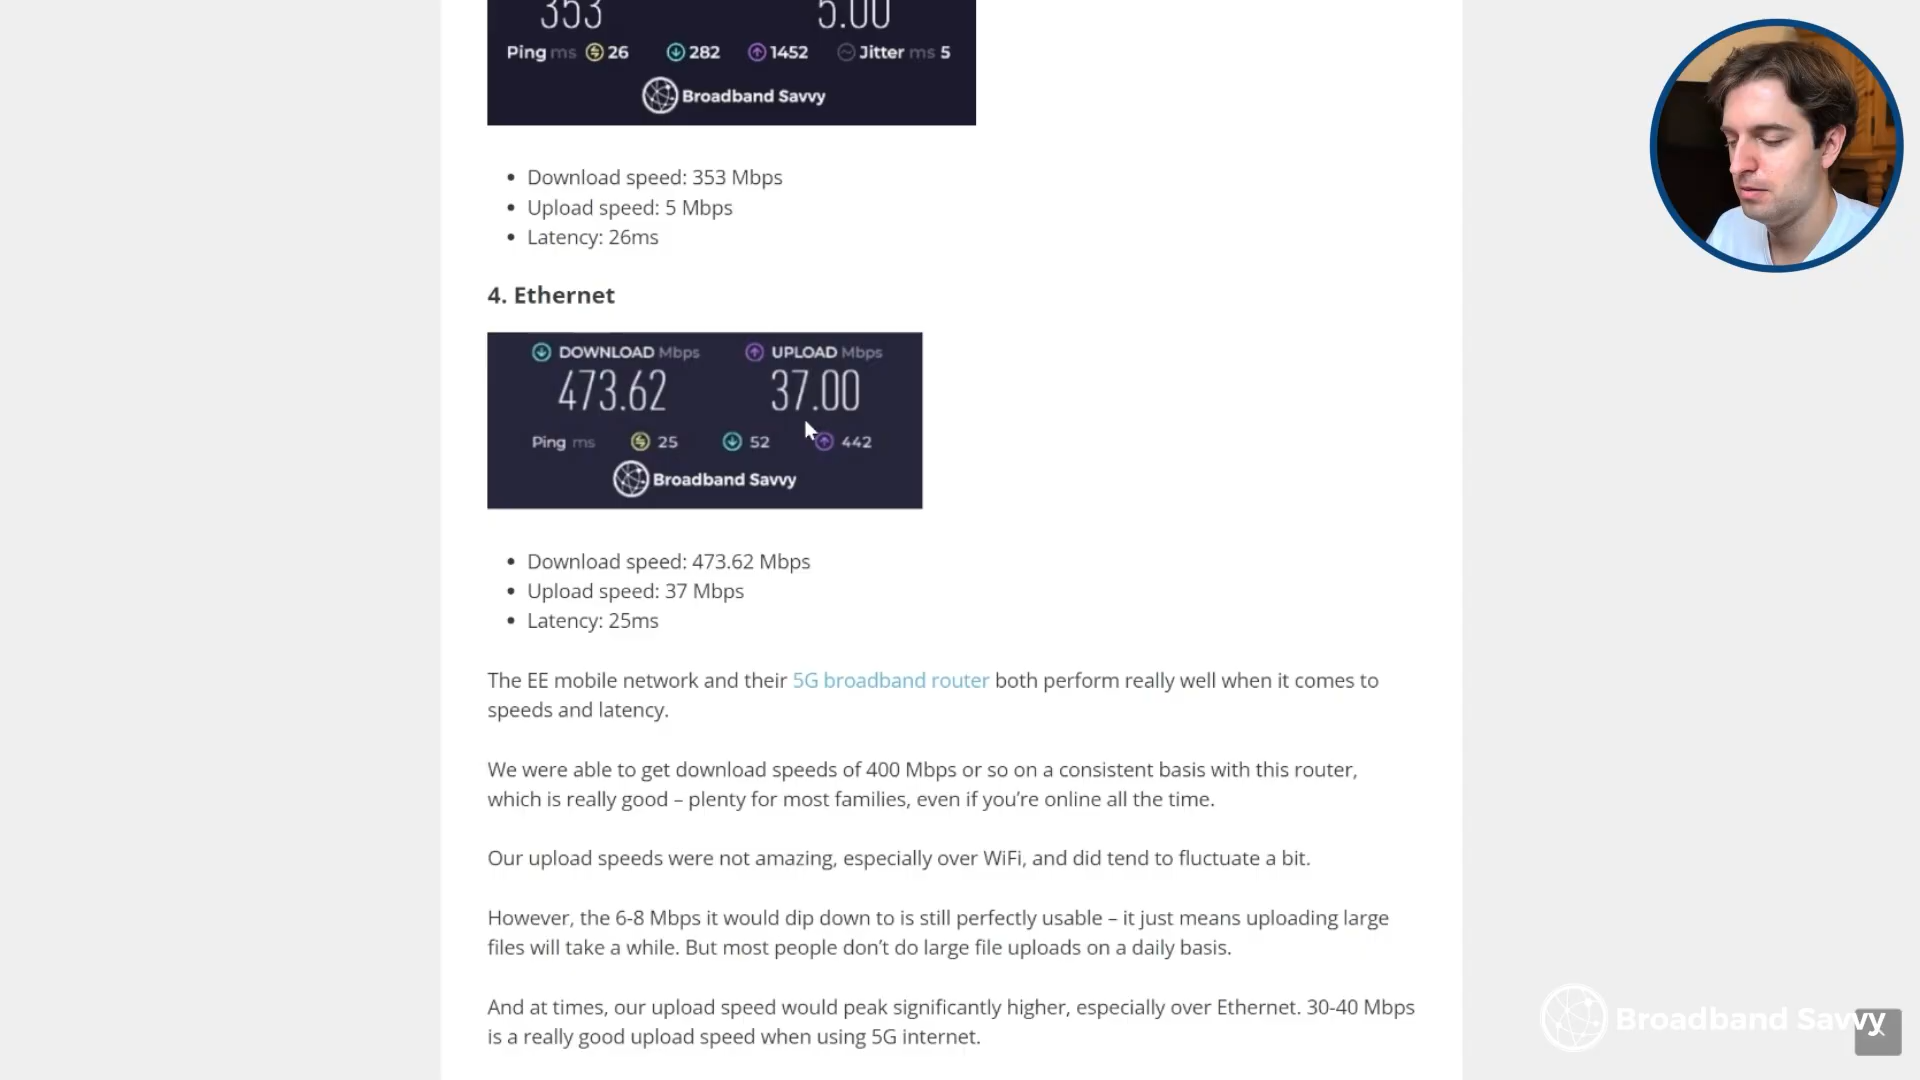 353 5.00
Ping ms 26 282 1452 Jitter ms 5
Broadband Savvy
• Download speed: 353 Mbps
• Upload speed: 5 Mbps
• Latency: 26ms
4. Ethernet
DOWNLOAD Mbps UPLOAD Mbps
473.62 37.00
Ping ms 25 52 442
Broadband Savvy
• Download speed: 473.62 Mbps
• Upload speed: 37 Mbps
• Latency: 25ms
The EE mobile network and their 5G broadband router both perform really well when it comes to
speeds and latency.
We were able to get download speeds of 400 Mbps or so on a consistent basis with this router,
which is really good – plenty for most families, even if you’re online all the time.
Our upload speeds were not amazing, especially over WiFi, and did tend to fluctuate a bit.
However, the 6-8 Mbps it would dip down to is still perfectly usable – it just means uploading large
files will take a while. But most people don’t do large file uploads on a daily basis.
And at times, our upload speed would peak significantly higher, especially over Ethernet. 30-40 Mbps
is a really good upload speed when using 5G internet.
Broadband Savvy